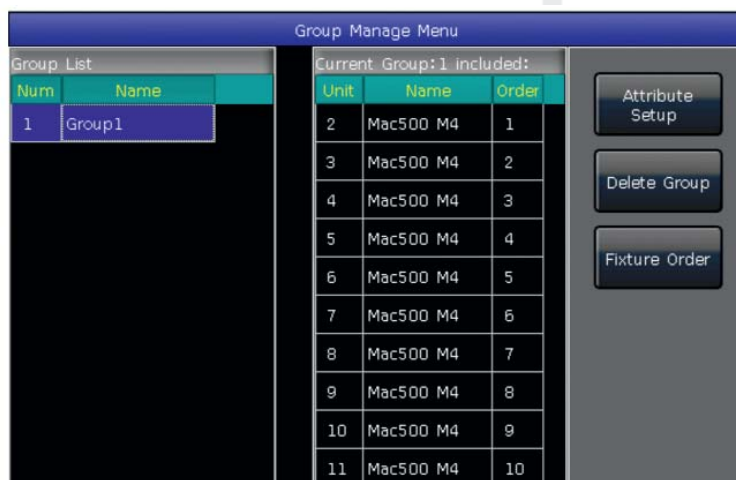 Group Manage Menu
Group List
Num Name
1 Group1
Current Group:1 included:
Unit Name Order
2 Mac500 M4 1
3 Mac500 M4 2
4 Mac500 M4 3
5 Mac500 M4 4
6 Mac500 M4 5
7 Mac500 M4 6
8 Mac500 M4 7
9 Mac500 M4 8
10 Mac500 M4 9
11 Mac500 M4 10
Attribute
Setup
Delete Group
Fixture Order